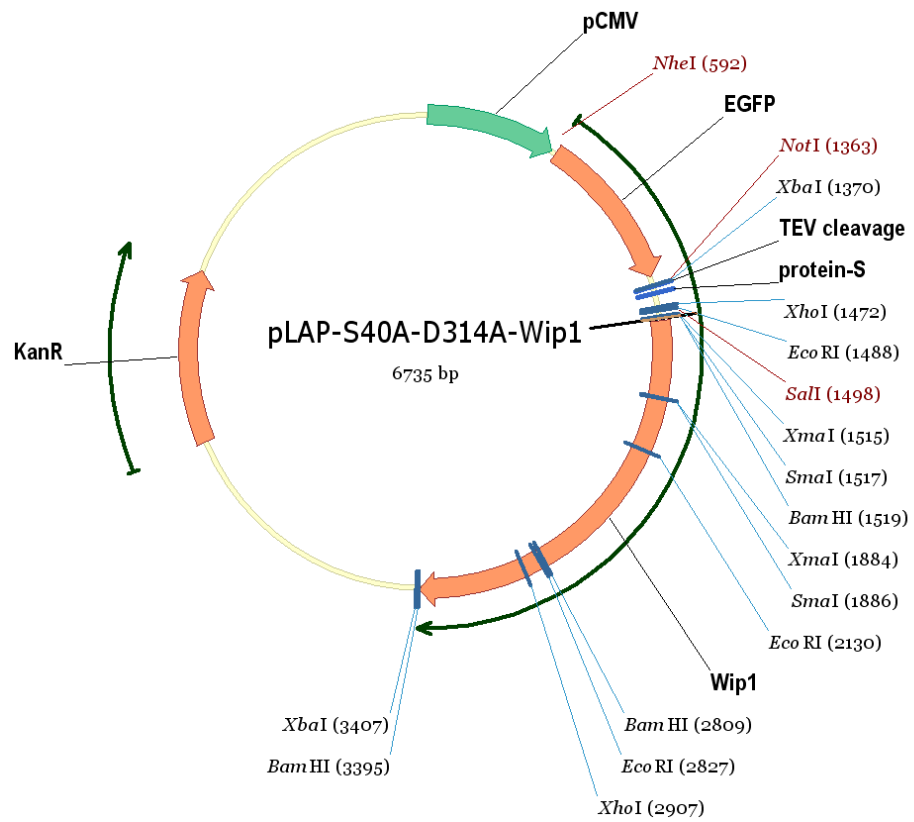 pCMV
NheI (592)
EGFP
NotI (1363)
XbaI (1370)
TEV cleavage
protein-S
XhoI (1472)
EcoRI (1488)
SalI (1498)
XmaI (1515)
SmaI (1517)
BamHI (1519)
XmaI (1884)
SmaI (1886)
EcoRI (2130)
Wip1
BamHI (2809)
EcoRI (2827)
XhoI (2907)
XbaI (3407)
BamHI (3395)
KanR
pLAP-S40A-D314A-Wip1
6735 bp